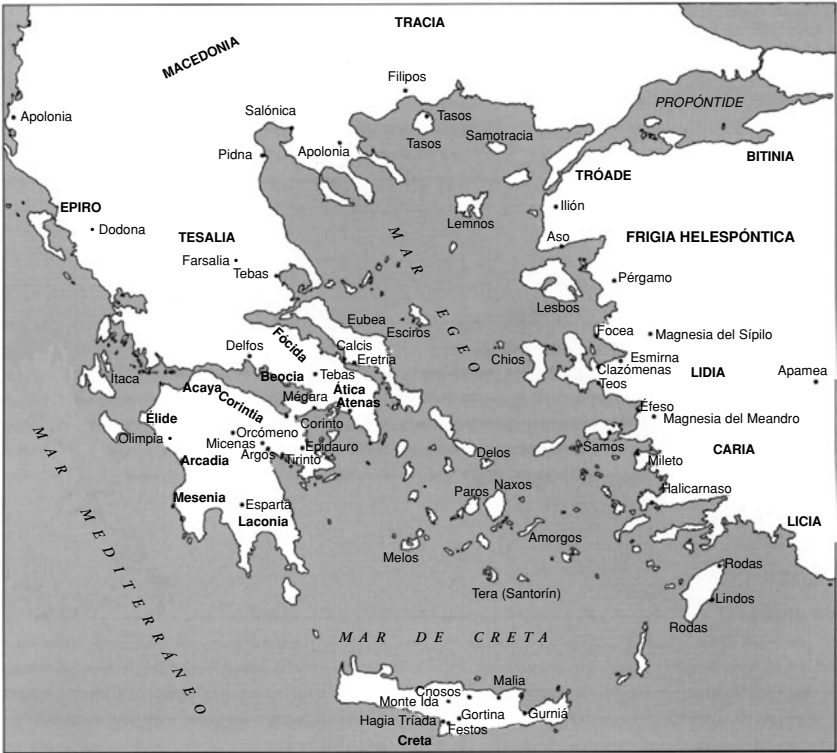 TRACIA
MACEDONIA
Filipos
PROPÓNTIDE
Apolonia
Salónica
Tasos
Tasos
Samotracia
Apolonia
Pidna
BITINIA
TRÓADE
EPIRO
Ilión
Dodona
Lemnos
TESALIA
MAR EGEO
Aso
FRIGIA HELESPÓNTICA
Farsalia
Tebas
Pérgamo
Lesbos
Eubea
Esciros
Focea
Magnesia del Sípilo
Delfos
Fócida
Calcis
Eretria
Chios
Esmirna
Clazómenas
Teos
LIDIA
Apamea
Ítaca
Beocia
Tebas
Acaya
Corintia
Mégara
Ática
Atenas
Éfeso
Magnesia del Meandro
Élide
Corinto
Olimpia
Orcómeno
Micenas
Epidauro
Argos
Tirinto
Delos
Samos
CARIA
Arcadia
Mileto
MAR MEDITERRÁNEO
Mesenia
Esparta
Laconia
Paros
Naxos
Halicarnaso
LICIA
Amorgos
Melos
Rodas
Tera (Santorín)
Lindos
Rodas
MAR DE CRETA
Malia
Cnosos
Monte Ida
Hagia Tríada
Gortina
Gurniá
Festos
Creta